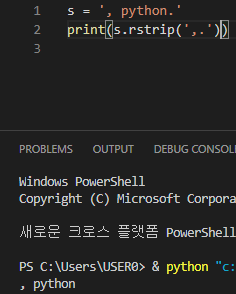 1 s = ', python.'
2 print(s.rstrip(',.'))
3
PROBLEMS OUTPUT DEBUG CONSOL
Windows PowerShell
Copyright (C) Microsoft Corpora
새로운 크로스 플랫폼 PowerShell
PS C:\Users\USER0> & python "c:
, python